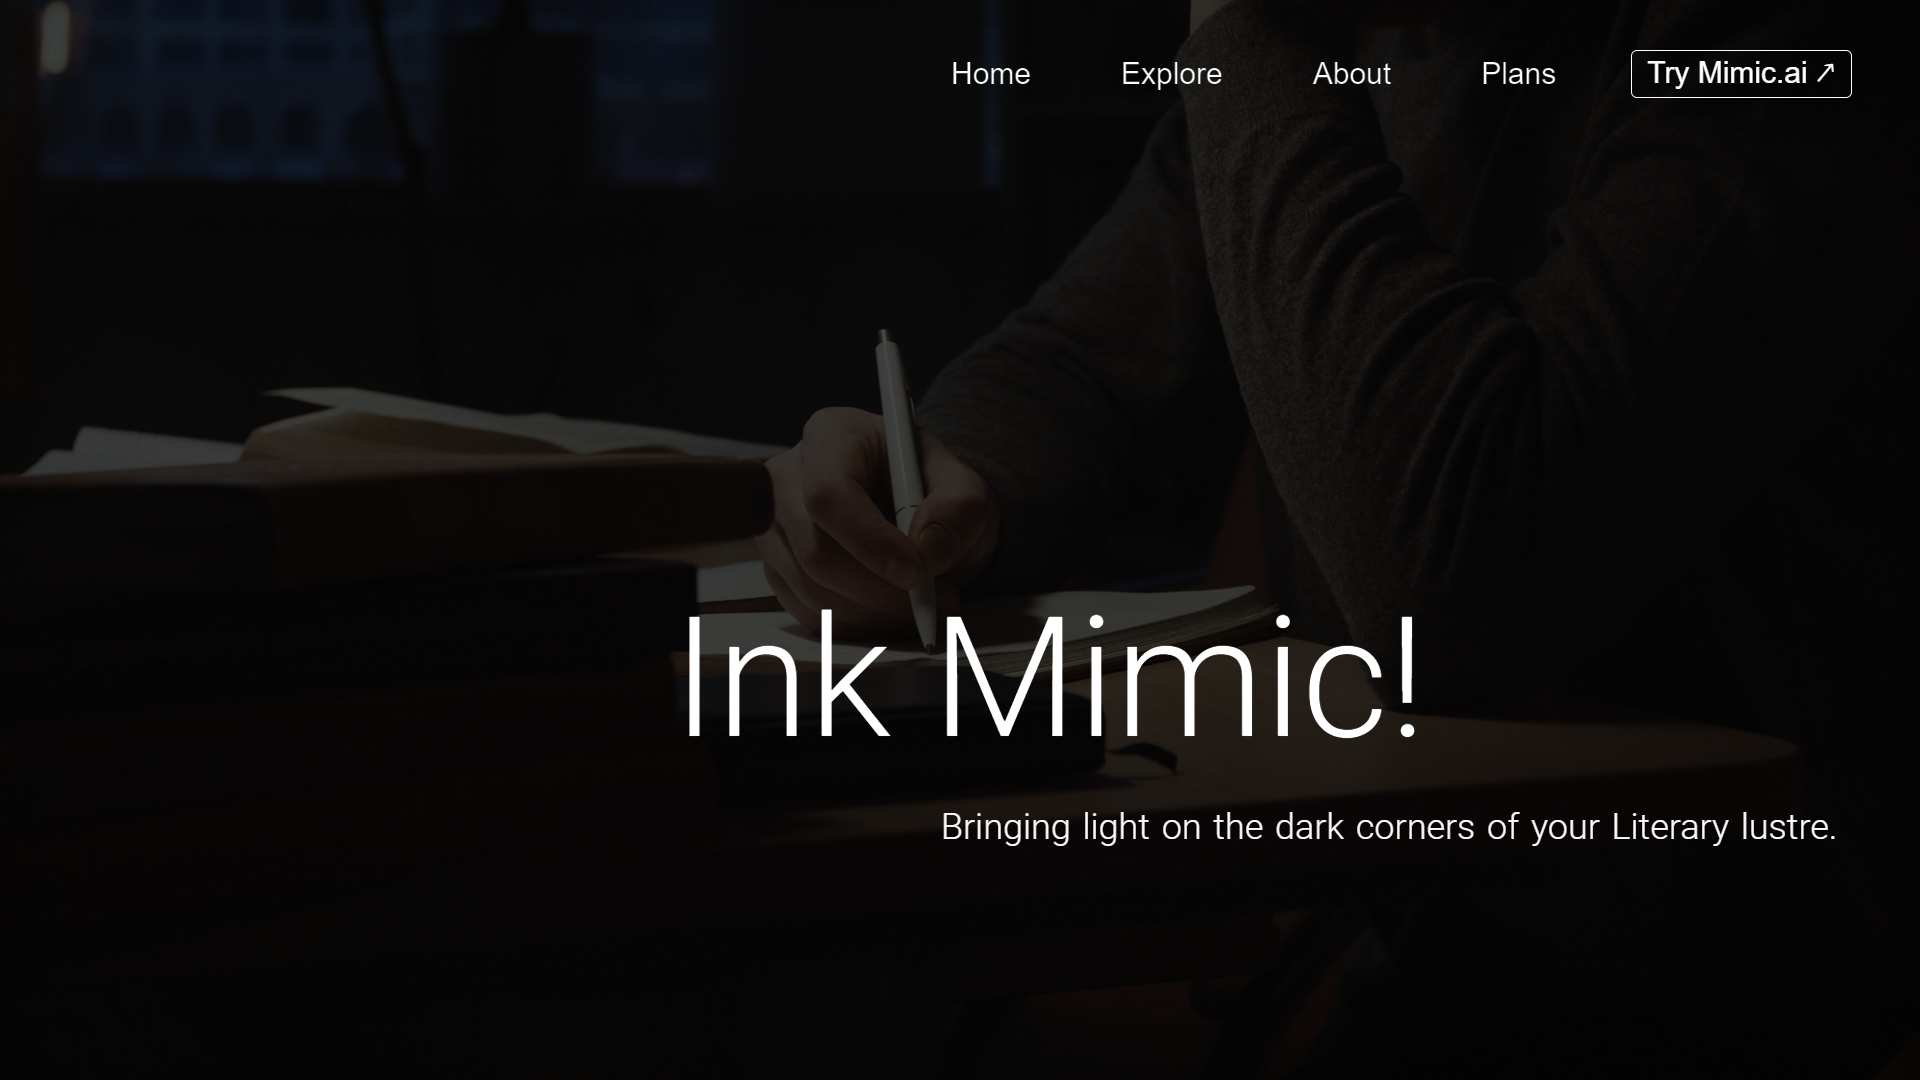 Home Explore About Plans Try Mimic.ai ↗
Ink Mimic!
Bringing light on the dark corners of your Literary lustre.